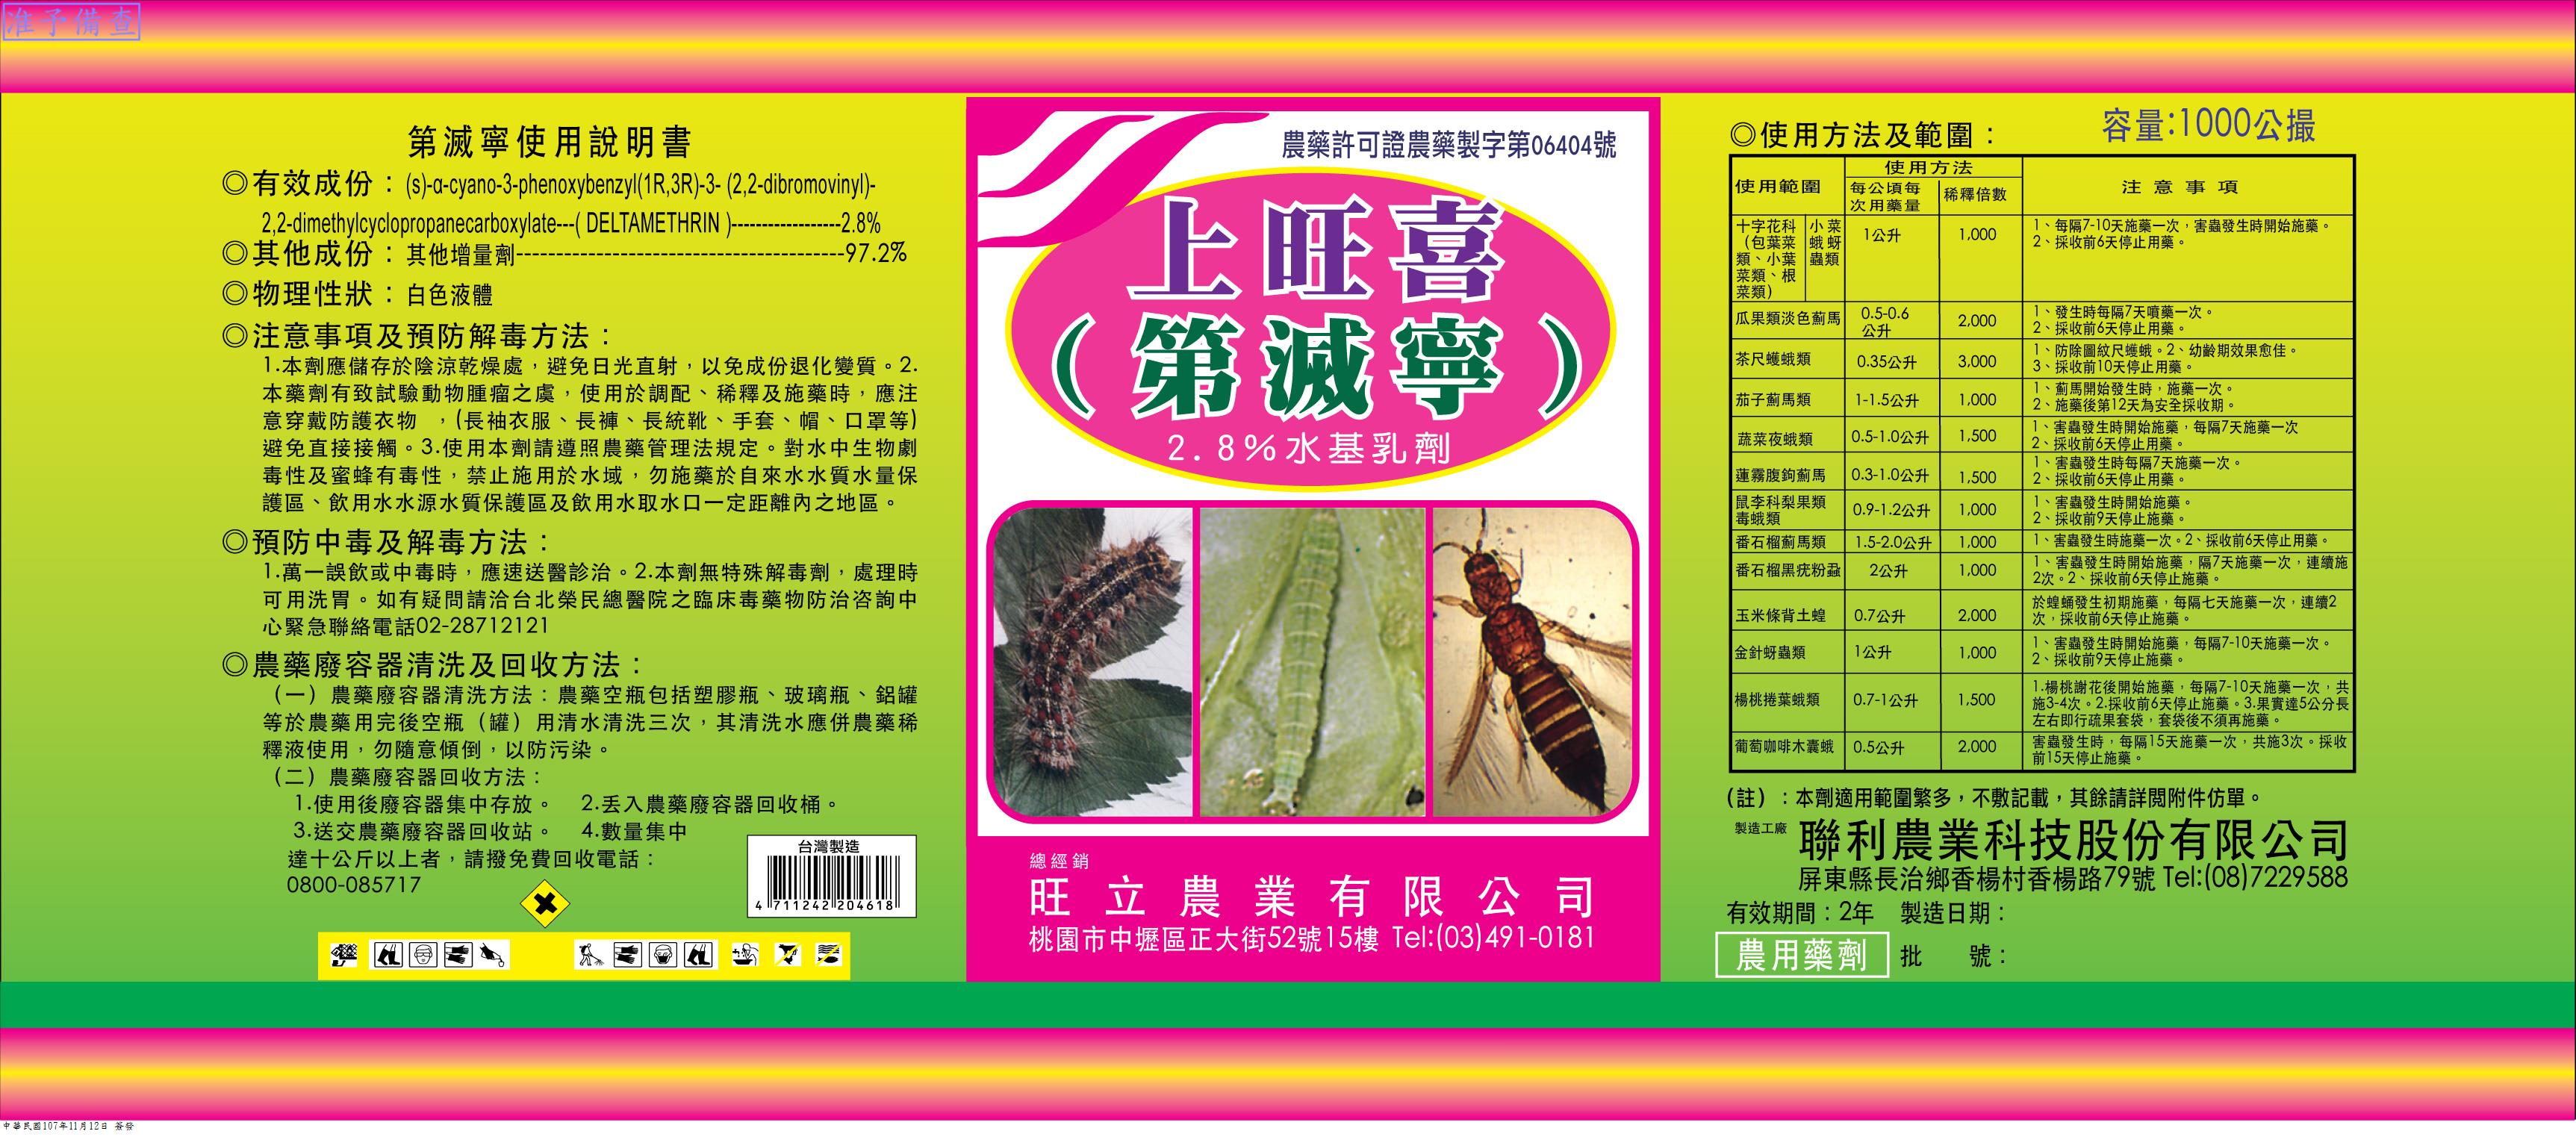 准予備查
第滅寧使用說明書
◎有效成份：(s)-α-cyano-3-phenoxybenzyl(1R,3R)-3- (2,2-dibromovinyl)-
2,2-dimethylcyclopropanecarboxylate---( DELTAMETHRIN )------------------2.8%
◎其他成份：其他增量劑-----------------------------------------97.2%
◎物理性狀：白色液體
◎注意事項及預防解毒方法：
1.本劑應儲存於陰涼乾燥處，避免日光直射，以免成份退化變質。2.
本藥劑有致試驗動物腫瘤之虞，使用於調配、稀釋及施藥時，應注
意穿戴防護衣物 ，(長袖衣服、長褲、長統靴、手套、帽、口罩等)
避免直接接觸。3.使用本劑請遵照農藥管理法規定。對水中生物劇
毒性及蜜蜂有毒性，禁止施用於水域，勿施藥於自來水水質水量保
護區、飲用水水源水質保護區及飲用水取水口一定距離內之地區。
◎預防中毒及解毒方法：
1.萬一誤飲或中毒時，應速送醫診治。2.本劑無特殊解毒劑，處理時
可用洗胃。如有疑問請洽台北榮民總醫院之臨床毒藥物防治咨詢中
心緊急聯絡電話02-28712121
◎農藥廢容器清洗及回收方法：
（一）農藥廢容器清洗方法：農藥空瓶包括塑膠瓶、玻璃瓶、鋁罐
等於農藥用完後空瓶（罐）用清水清洗三次，其清洗水應併農藥稀
釋液使用，勿隨意傾倒，以防污染。
（二）農藥廢容器回收方法：
1.使用後廢容器集中存放。 2.丟入農藥廢容器回收桶。
3.送交農藥廢容器回收站。 4.數量集中
達十公斤以上者，請撥免費回收電話：
0800-085717
台灣製造
4 711242 204618
農藥許可證農藥製字第06404號
上旺喜
（第滅寧）
2.8%水基乳劑
總經銷
旺立農業有限公司
桃園市中壢區正大街52號15樓 Tel:(03)491-0181
◎使用方法及範圍： 容量:1000公撮
使用範圍 使用方法 注意事項
每公頃每次用藥量 稀釋倍數
十字花科（包葉菜類、小葉菜類、根菜類） 小菜蛾蚜蟲類 1公升 1,000 1、每隔7-10天施藥一次，害蟲發生時開始施藥。
2、採收前6天停止用藥。
瓜果類淡色薊馬 0.5-0.6公升 2,000 1、發生時每隔7天噴藥一次。
2、採收前6天停止用藥。
茶尺蠖蛾類 0.35公升 3,000 1、防除圖紋尺蠖蛾。2、幼齡期效果愈佳。
3、採收前10天停止用藥。
茄子薊馬類 1-1.5公升 1,000 1、薊馬開始發生時，施藥一次。
2、施藥後第12天為安全採收期。
蔬菜夜蛾類 0.5-1.0公升 1,500 1、害蟲發生時開始施藥，每隔7天施藥一次
2、採收前6天停止用藥。
蓮霧腹鉤薊馬 0.3-1.0公升 1,500 1、害蟲發生時每隔7天施藥一次。
2、採收前6天停止用藥。
鼠李科梨果類毒蛾類 0.9-1.2公升 1,000 1、害蟲發生時開始施藥。
2、採收前9天停止施藥。
番石榴薊馬類 1.5-2.0公升 1,000 1、害蟲發生時施藥一次。2、採收前6天停止用藥。
番石榴黑疣粉蝨 2公升 1,000 1、害蟲發生時開始施藥，隔7天施藥一次，連續施
2次。2、採收前6天停止施藥。
玉米條背土蝗 0.7公升 2,000 於蝗蛹發生初期施藥，每隔七天施藥一次，連續2
次，採收前6天停止施藥。
金針蚜蟲類 1公升 1,000 1、害蟲發生時開始施藥，每隔7-10天施藥一次。
2、採收前9天停止施藥。
楊桃捲葉蛾類 0.7-1公升 1,500 1.楊桃謝花後開始施藥，每隔7-10天施藥一次，共
施3-4次。2.採收前6天停止施藥。3.果實達5公分長
左右即行疏果套袋，套袋後不須再施藥。
葡萄咖啡木囊蛾 0.5公升 2,000 害蟲發生時，每隔15天施藥一次，共施3次。採收
前15天停止施藥。
（註）：本劑適用範圍繁多，不敷記載，其餘請詳閱附件仿單。
製造工廠 聯利農業科技股份有限公司
屏東縣長治鄉香楊村香楊路79號 Tel:(08)7229588
有效期間：2年 製造日期：
農用藥劑 批 號：
中華民國107年11月12日 簽發